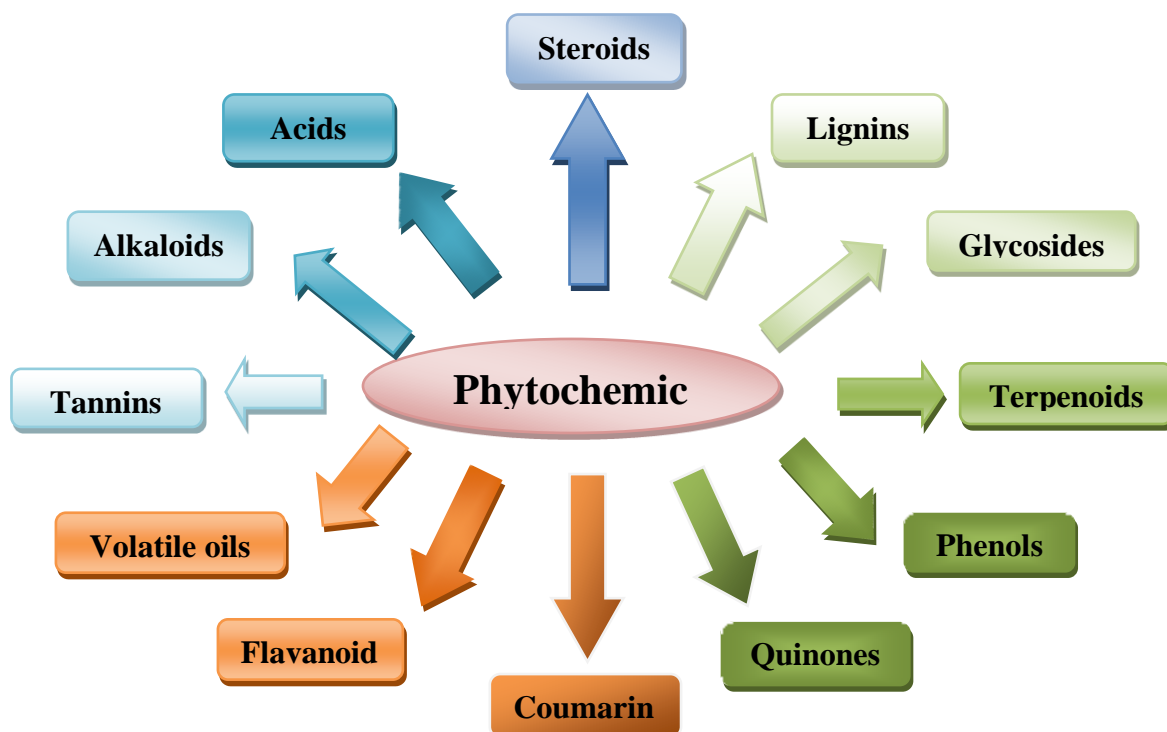 Steroids
Acids
Lignins
Alkaloids
Glycosides
Phytochemic
Tannins
Terpenoids
Volatile oils
Phenols
Flavanoid
Quinones
Coumarin